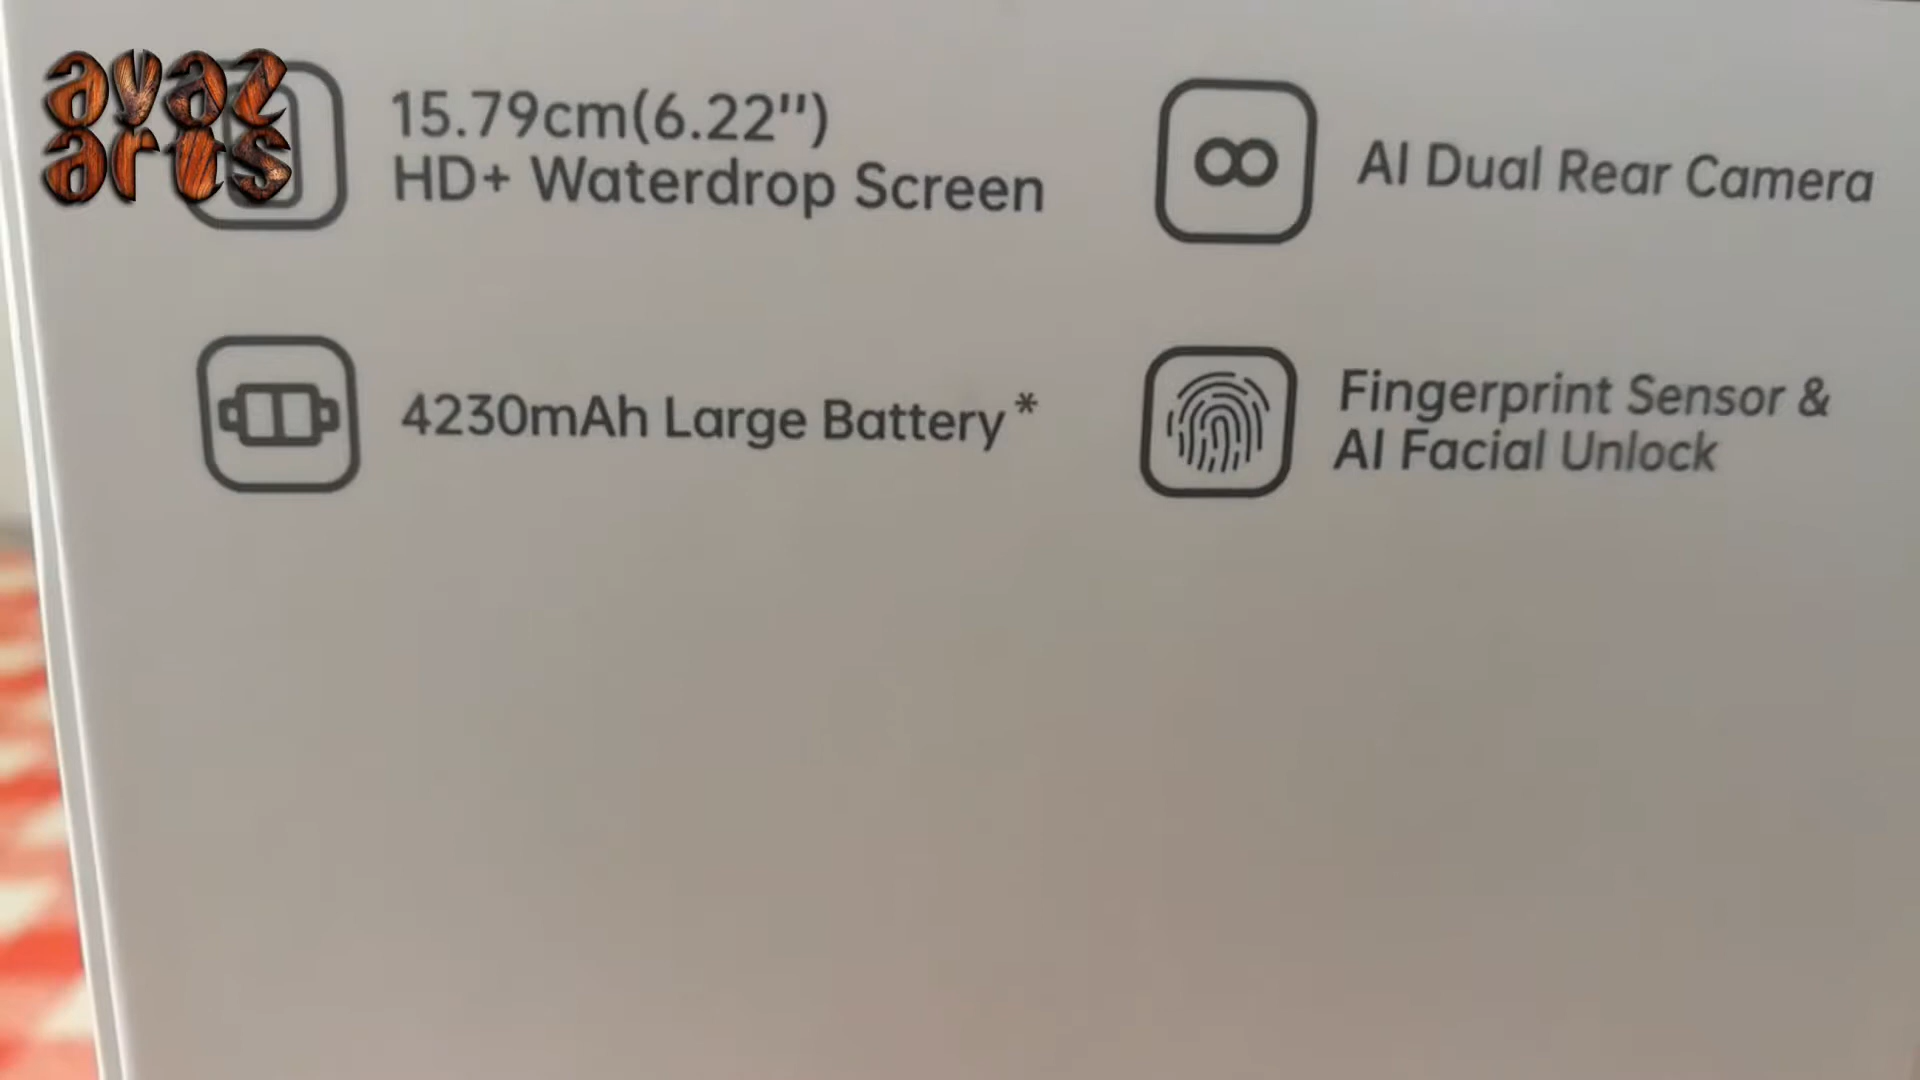 ayaz
arts
15.79cm(6.22")
HD+ Waterdrop Screen
AI Dual Rear Camera
4230mAh Large Battery*
Fingerprint Sensor &
AI Facial Unlock